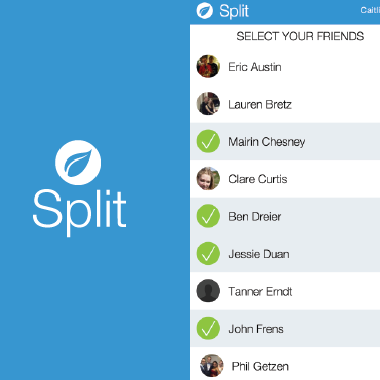 Split
Split
Caitli
SELECT YOUR FRIENDS
Eric Austin
Lauren Bretz
Mairin Chesney
Clare Curtis
Ben Dreier
Jessie Duan
Tanner Erndt
John Frens
Phil Getzen